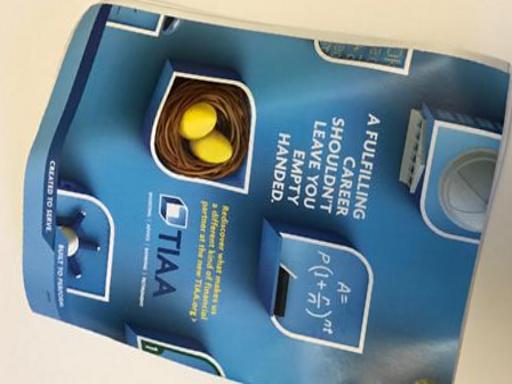 A FULFILLING
CAREER
SHOULDN'T
LEAVE YOU
EMPTY
HANDED.
Rediscover what makes us
a different kind of financial
partner at the new TIAA.org >
TIAA
A=
P(1+r/n)nt
CREATED TO SERVE.
BUILT TO PERFORM.